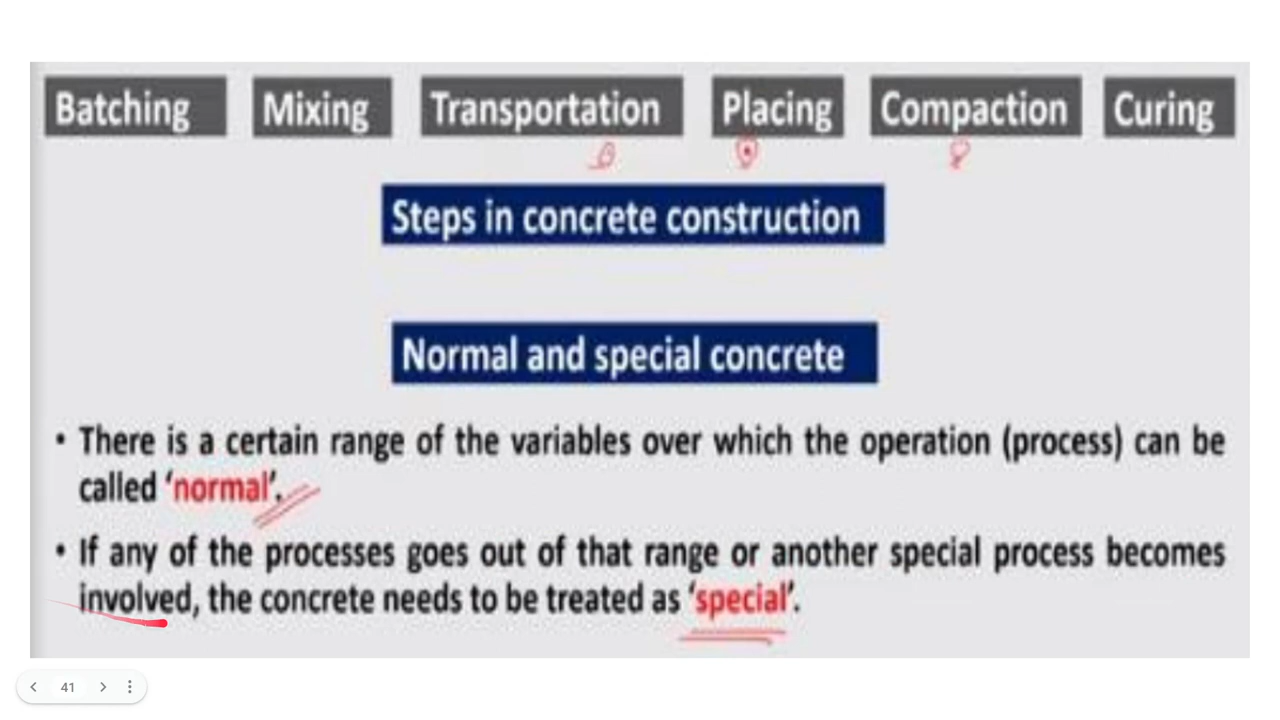 Batching Mixing Transportation Placing Compaction Curing
Steps in concrete construction
Normal and special concrete
• There is a certain range of the variables over which the operation (process) can be
called ‘normal’.
• If any of the processes goes out of that range or another special process becomes
involved, the concrete needs to be treated as ‘special’.
41